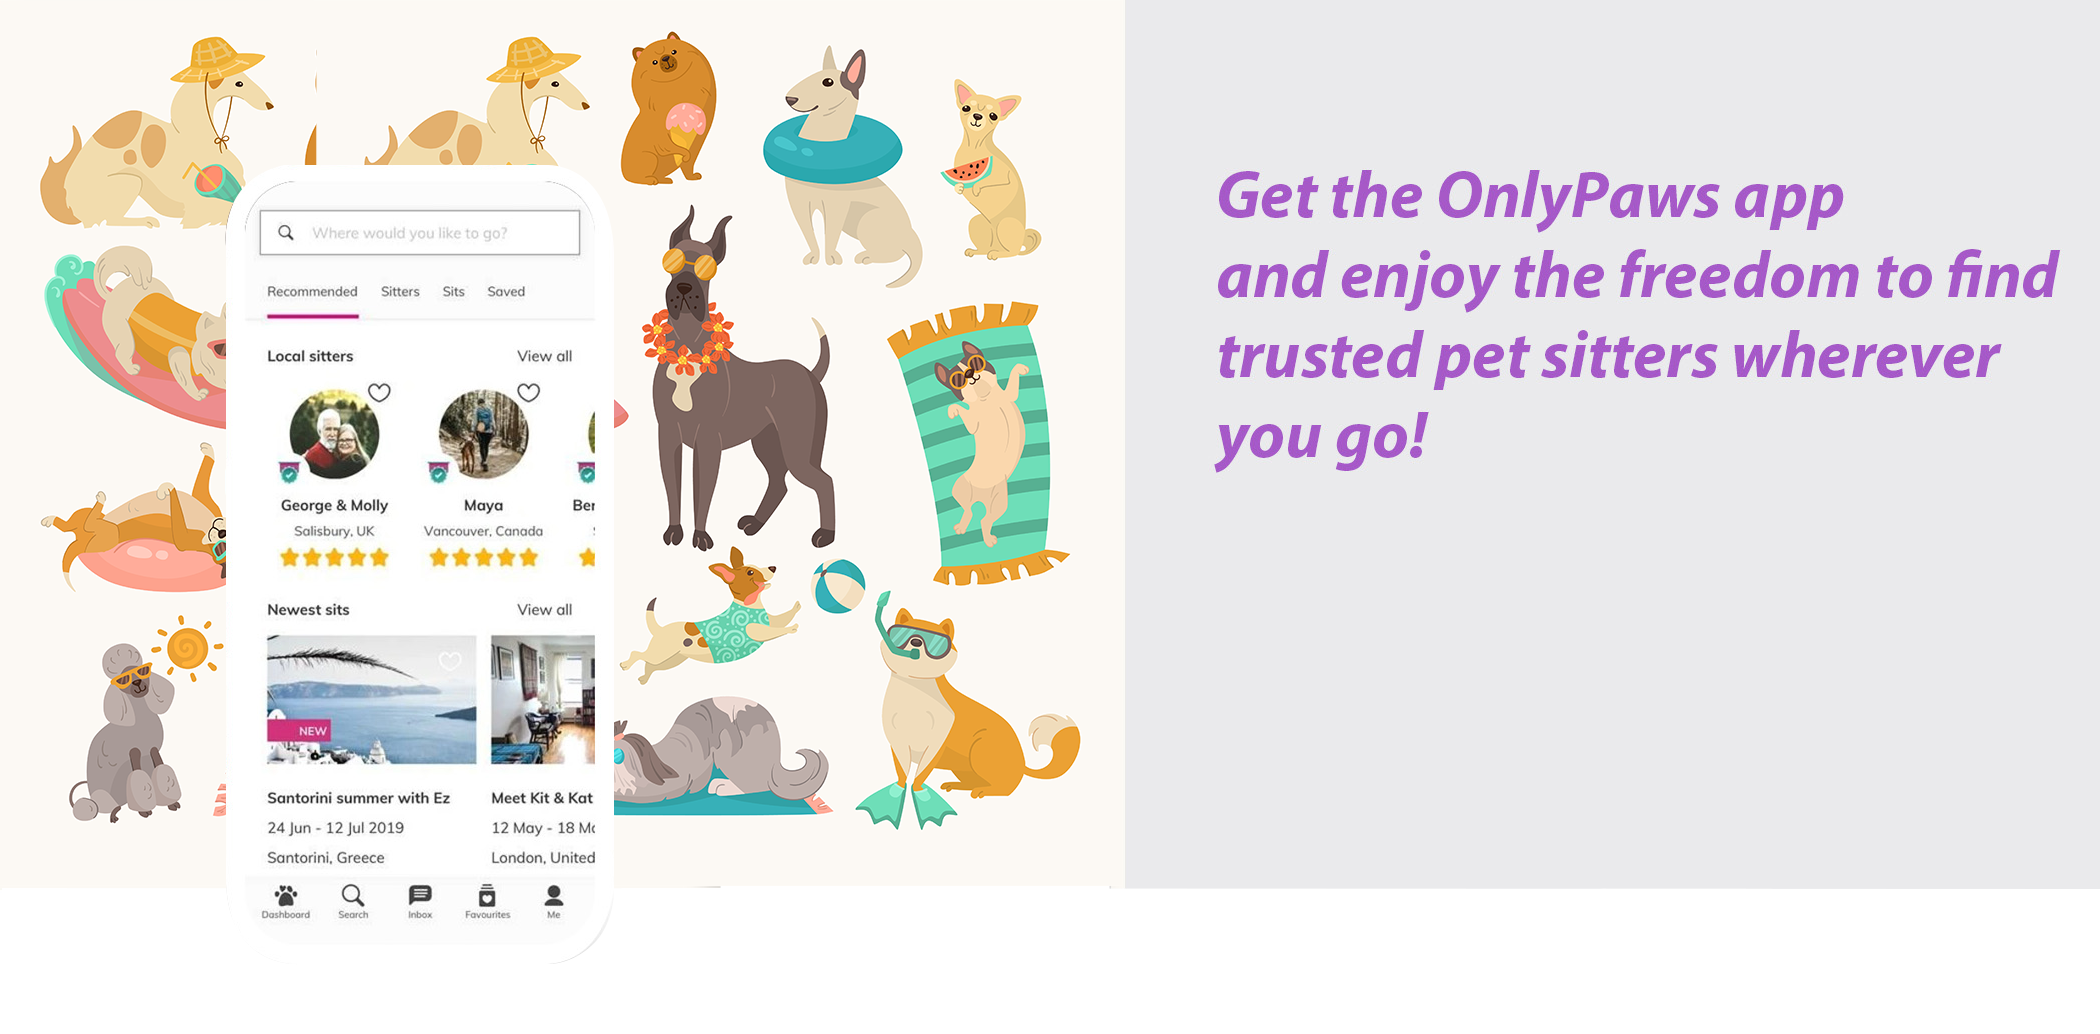 Get the OnlyPaws app
and enjoy the freedom to find
trusted pet sitters wherever
you go!
Where would you like to go?
Recommended Sitters Sits Saved
Local sitters View all
George & Molly Maya Ber
Salisbury, UK Vancouver, Canada
Newest sits View all
NEW
Santorini summer with Ez Meet Kit & Kat
24 Jun - 12 Jul 2019 12 May - 18 Ma
Santorini, Greece London, United
Dashboard Search Inbox Favourites Me